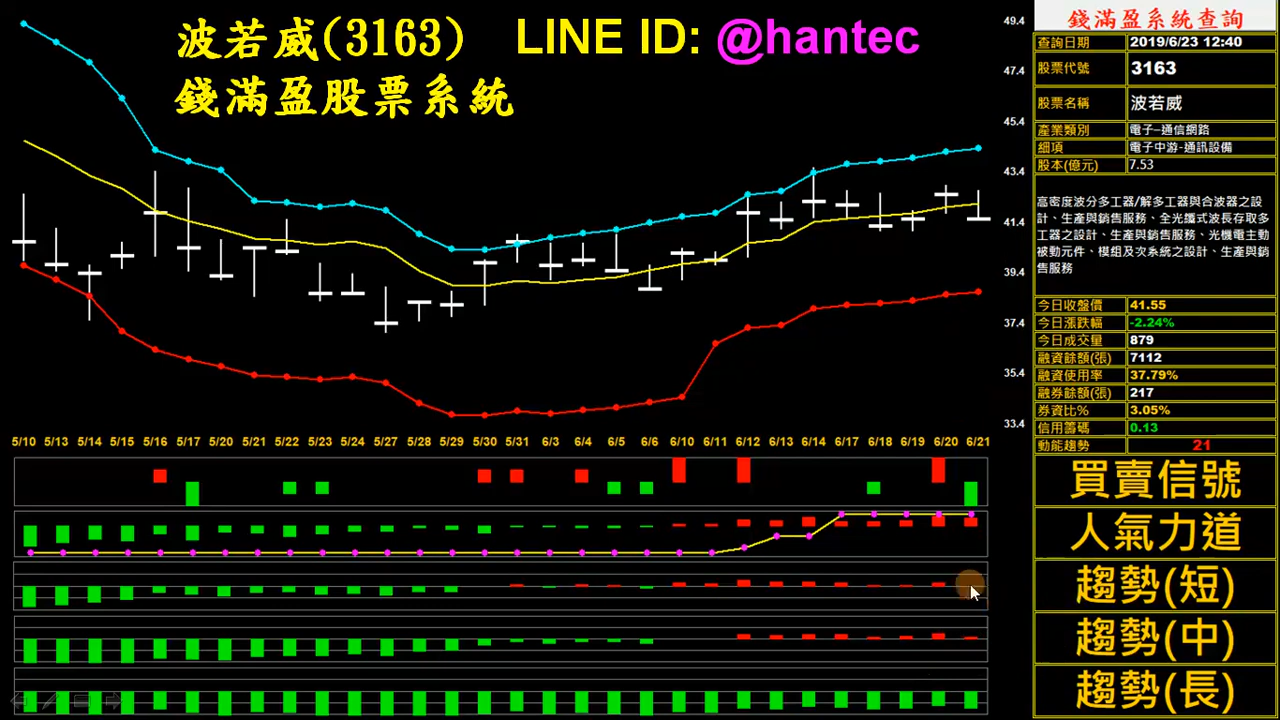 波若威(3163) LINE ID: @hantec
錢滿盈股票系統
49.4
47.4
45.4
43.4
41.4
39.4
37.4
35.4
33.4
5/10 5/13 5/14 5/15 5/16 5/17 5/20 5/21 5/22 5/23 5/24 5/27 5/28 5/29 5/30 5/31 6/3 6/4 6/5 6/6 6/10 6/11 6/12 6/13 6/14 6/17 6/18 6/19 6/20 6/21
錢滿盈系統查詢
查詢日期 2019/6/23 12:40
股票代號 3163
股票名稱 波若威
產業類別 電子–通信網路
細項 電子中游-通訊設備
股本(億元) 7.53
高密度波分多工器/解多工器與合波器之設
計、生產與銷售服務、全光譜式波長存取多
工器之設計、生產與銷售服務、光機電主動
被動元件、模組及次系統之設計、生產與銷
售服務
今日收盤價 41.55
今日漲跌幅 -2.24%
今日成交量 879
融資餘額(張) 7112
融資使用率 37.79%
融券餘額(張) 217
券資比% 3.05%
信用籌碼 0.13
動能趨勢 21
買賣信號
人氣力道
趨勢(短)
趨勢(中)
趨勢(長)